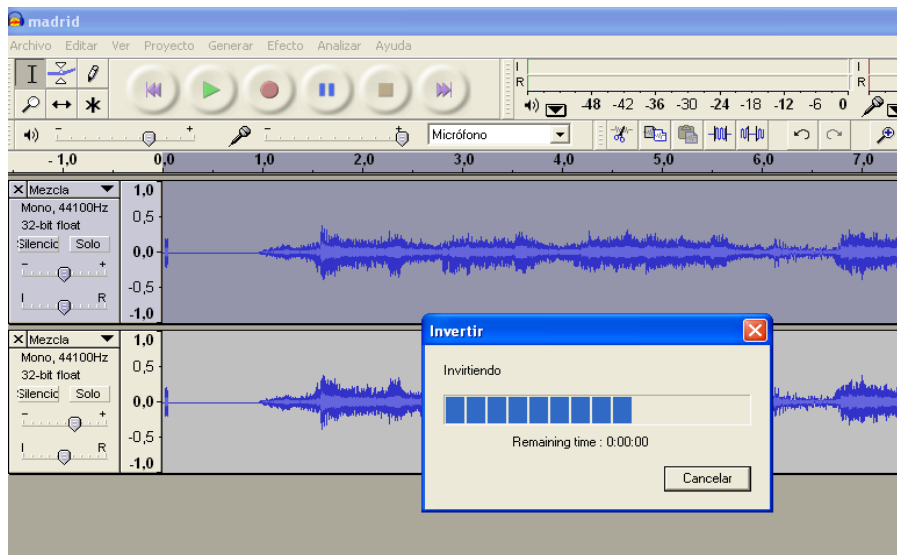 madrid
Archivo Editar Ver Proyecto Generar Efecto Analizar Ayuda
I
R
-48 -42 -36 -30 -24 -18 -12 -6 0
I
R
- + - + Micrófono
- 1,0 0,0 1,0 2,0 3,0 4,0 5,0 6,0 7,0
X Mezcla
Mono, 44100Hz
32-bit float
Silencic Solo
- +
I R
1,0
0,5
0,0
-0,5
-1,0
X Mezcla
Mono, 44100Hz
32-bit float
Silencic Solo
- +
I R
1,0
0,5
0,0
-0,5
-1,0
Invertir
Invirtiendo
Remaining time : 0:00:00
Cancelar